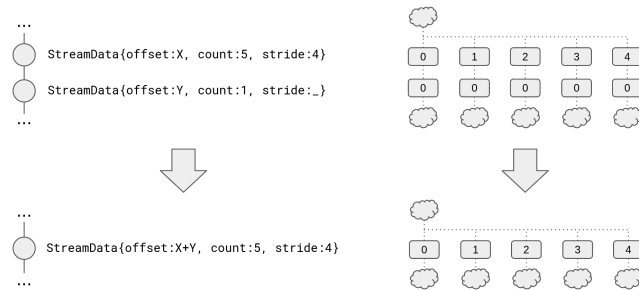 ...
StreamData{offset:X, count:5, stride:4}
StreamData{offset:Y, count:1, stride:_}
...
0 1 2 3 4
0 0 0 0 0
...
StreamData{offset:X+Y, count:5, stride:4}
...
0 1 2 3 4